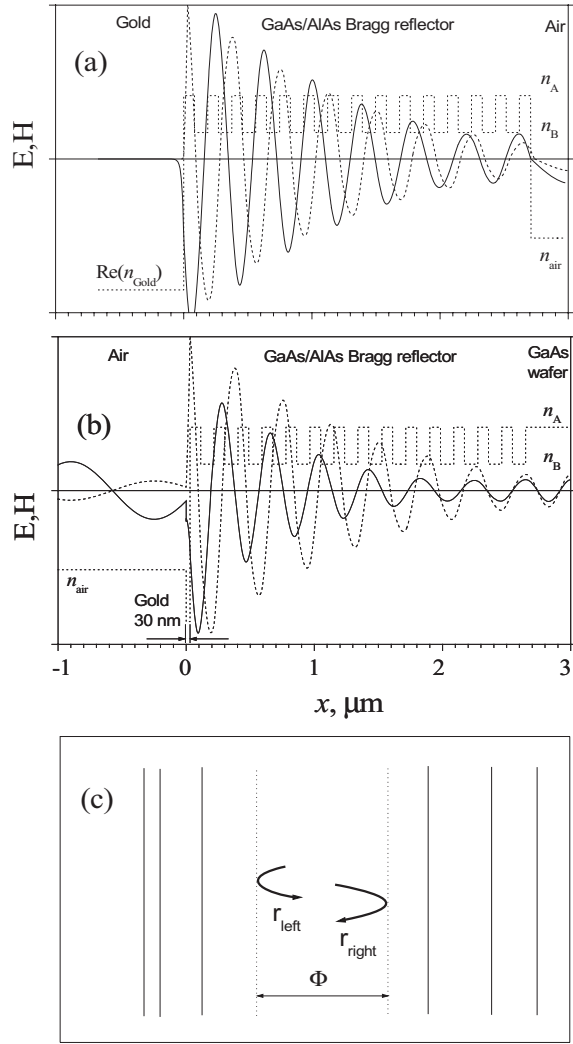 Gold GaAs/AlAs Bragg reflector Air
(a)
n_A
n_B
E,H
Re(n_Gold)
n_air
Air GaAs/AlAs Bragg reflector GaAs
wafer
(b)
n_A
n_B
E,H
n_air
Gold
30 nm
-1 0 1 2 3
x, μm
(c)
r_left
r_right
Φ